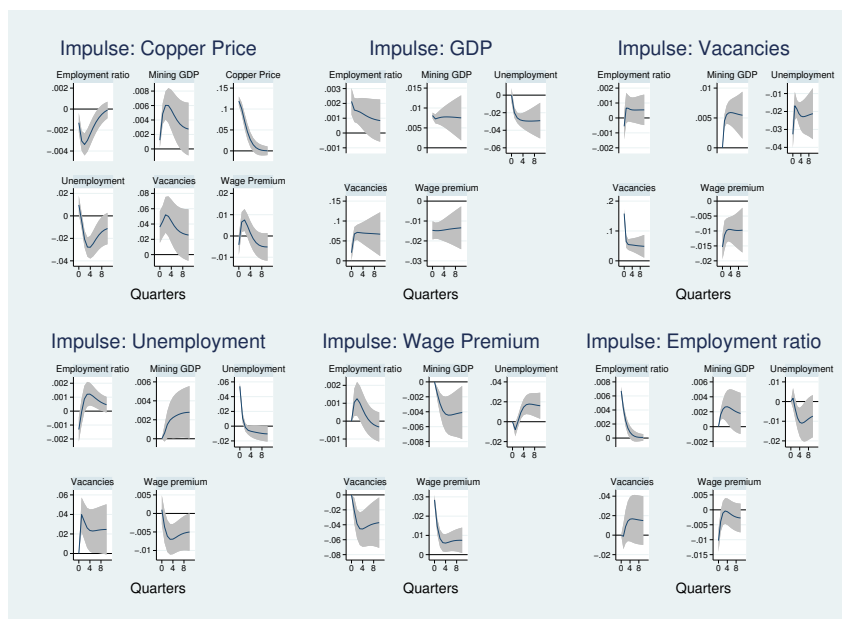 Impulse: Copper Price
Employment ratio Mining GDP Copper Price
.002 0 −.002 −.004
.008 .006 .004 .002 0
.15 .1 .05 0
0 4 8
Unemployment Vacancies Wage Premium
.02 0 −.02 −.04
.08 .06 .04 .02 0
.02 .01 0 −.01
0 4 8 0 4 8 0 4 8
Quarters
Impulse: GDP
Employment ratio Mining GDP Unemployment
.003 .002 .001 0 −.001
.015 .01 .005 0
0 −.02 −.04 −.06
0 4 8
Vacancies Wage premium
.15 .1 .05 0
0 −.01 −.02 −.03
0 4 8 0 4 8
Quarters
Impulse: Vacancies
Employment ratio Mining GDP Unemployment
.002 .001 0 −.001 −.002
.01 .005 0
−.01 −.02 −.03 −.04
0 4 8
Vacancies Wage premium
.2 .1 0
0 −.005 −.01 −.015 −.02
0 4 8 0 4 8
Quarters
Impulse: Unemployment
Employment ratio Mining GDP Unemployment
.002 .001 0 −.001 −.002
.006 .004 .002 0
.06 .04 .02 0 −.02
0 4 8
Vacancies Wage premium
.06 .04 .02 0
.005 0 −.005 −.01
0 4 8 0 4 8
Quarters
Impulse: Wage Premium
Employment ratio Mining GDP Unemployment
.002 .001 0 −.001
0 −.002 −.004 −.006 −.008
.04 .02 0 −.02
0 4 8
Vacancies Wage premium
0 −.02 −.04 −.06 −.08
.03 .02 .01 0
0 4 8 0 4 8
Quarters
Impulse: Employment ratio
Employment ratio Mining GDP Unemployment
.008 .006 .004 .002 0
.006 .004 .002 0
.01 0 −.01 −.02
0 4 8
Vacancies Wage premium
.04 .02 0 −.02
.005 0 −.005 −.01 −.015
0 4 8 0 4 8
Quarters